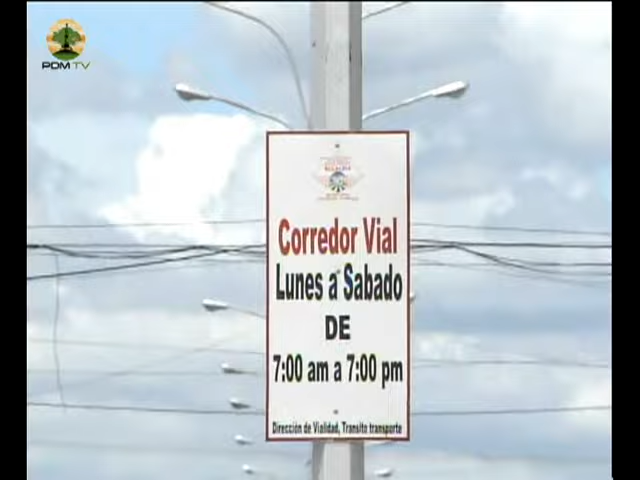 PDM TV
Corredor Vial
Lunes a Sabado
DE
7:00 am a 7:00 pm
Dirección de Vialidad, Transito transporte